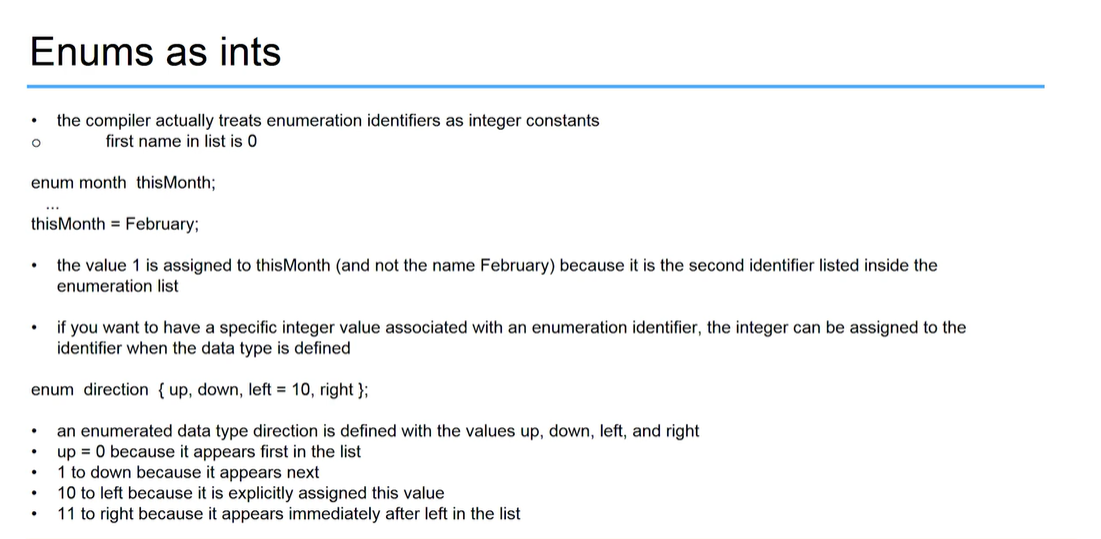 Enums as ints
• the compiler actually treats enumeration identifiers as integer constants
○ first name in list is 0
enum month  thisMonth;
...
thisMonth = February;
• the value 1 is assigned to thisMonth (and not the name February) because it is the second identifier listed inside the
enumeration list
• if you want to have a specific integer value associated with an enumeration identifier, the integer can be assigned to the
identifier when the data type is defined
enum  direction  { up, down, left = 10, right };
• an enumerated data type direction is defined with the values up, down, left, and right
• up = 0 because it appears first in the list
• 1 to down because it appears next
• 10 to left because it is explicitly assigned this value
• 11 to right because it appears immediately after left in the list